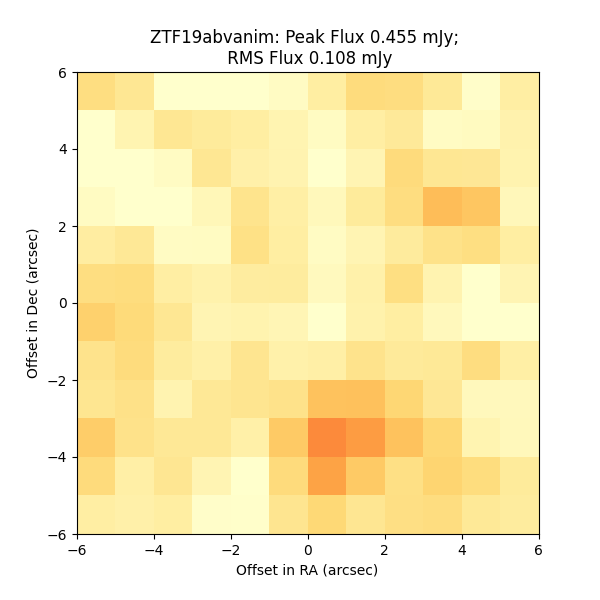 ZTF19abvanim: Peak Flux 0.455 mJy;
RMS Flux 0.108 mJy
6
4
2
0
−2
−4
−6
Offset in Dec (arcsec)
−6 −4 −2 0 2 4 6
Offset in RA (arcsec)